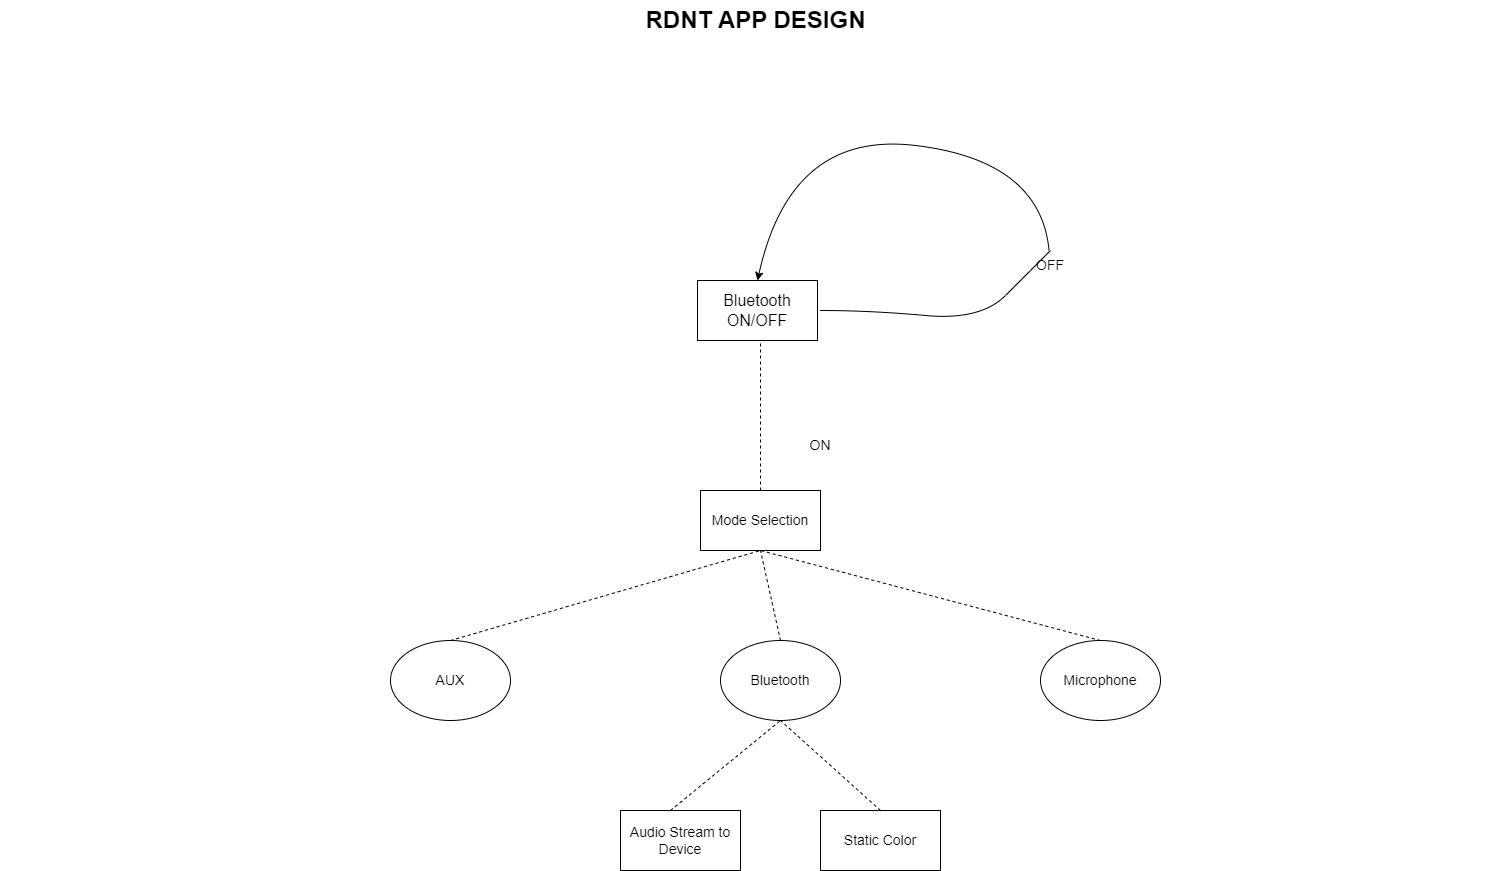 RDNT APP DESIGN
OFF
Bluetooth
ON/OFF
ON
Mode Selection
AUX
Bluetooth
Microphone
Audio Stream to
Device
Static Color